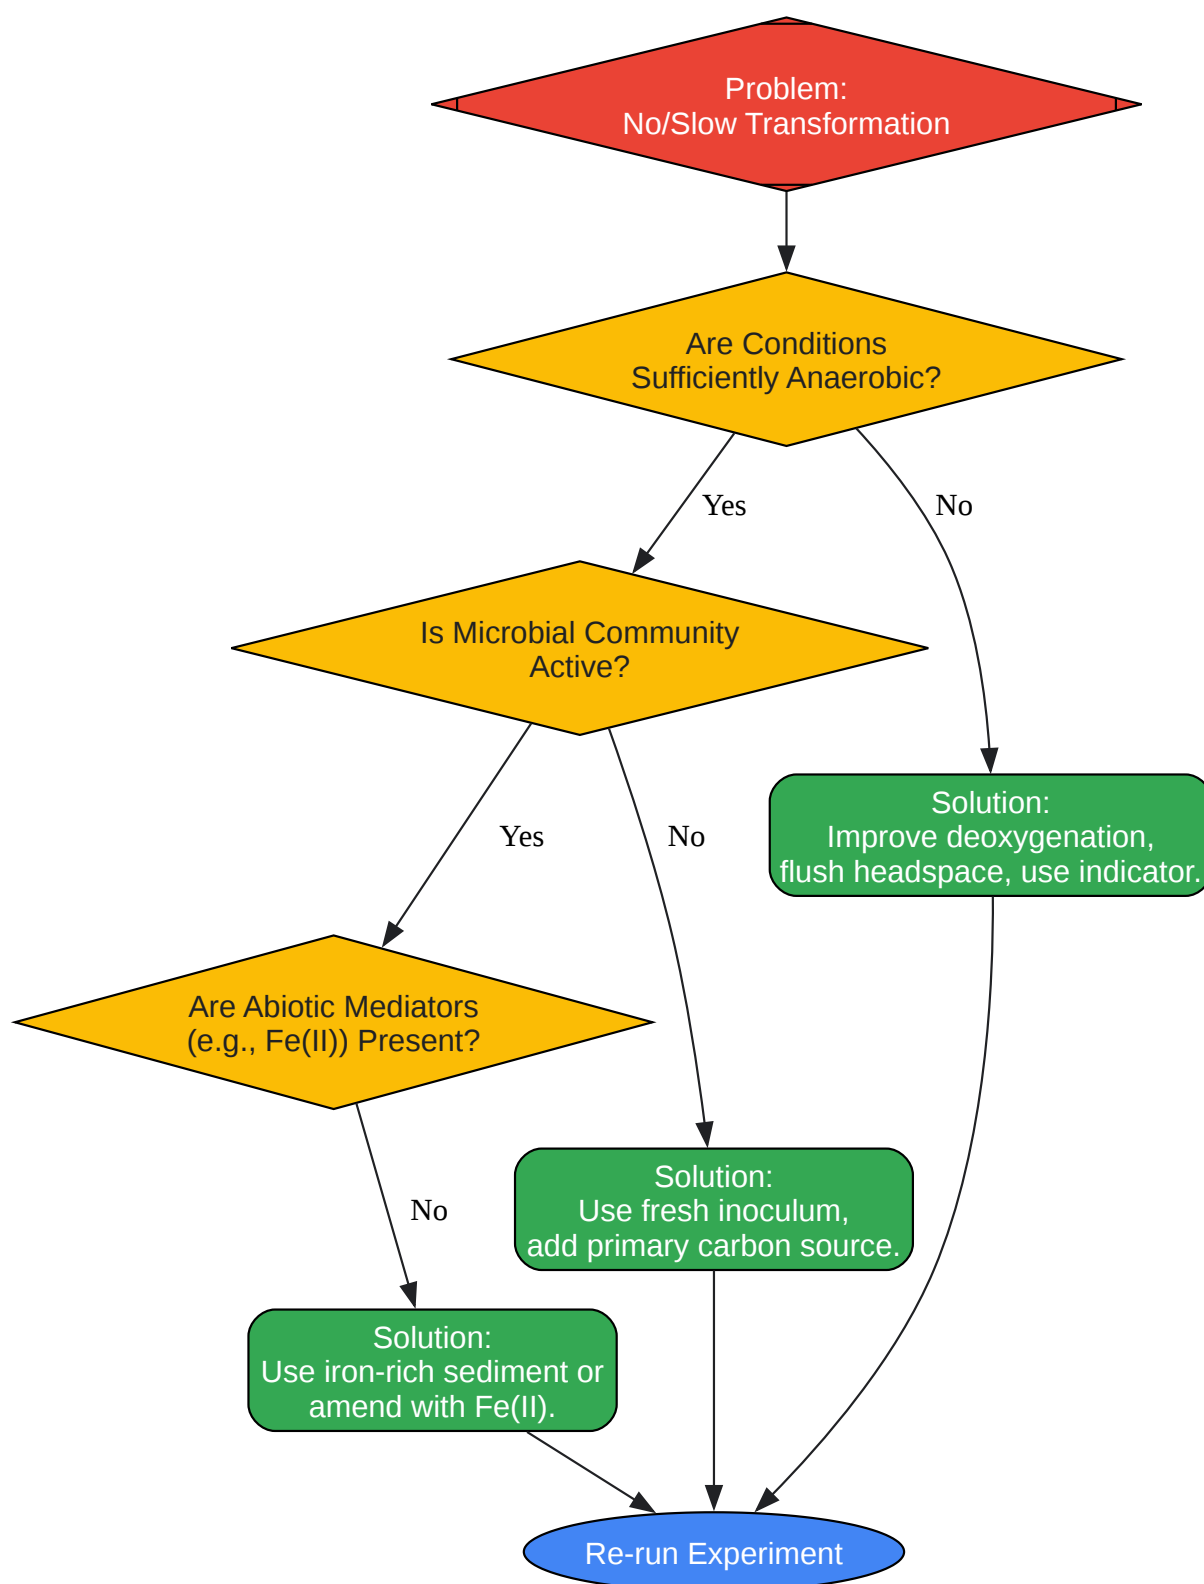 Problem:
No/Slow Transformation
Are Conditions
Sufficiently Anaerobic?
Yes
No
Is Microbial Community
Active?
Solution:
Improve deoxygenation,
flush headspace, use indicator.
Yes
No
Are Abiotic Mediators
(e.g., Fe(II)) Present?
No
Solution:
Use fresh inoculum,
add primary carbon source.
Solution:
Use iron-rich sediment or
amend with Fe(II).
Re-run Experiment